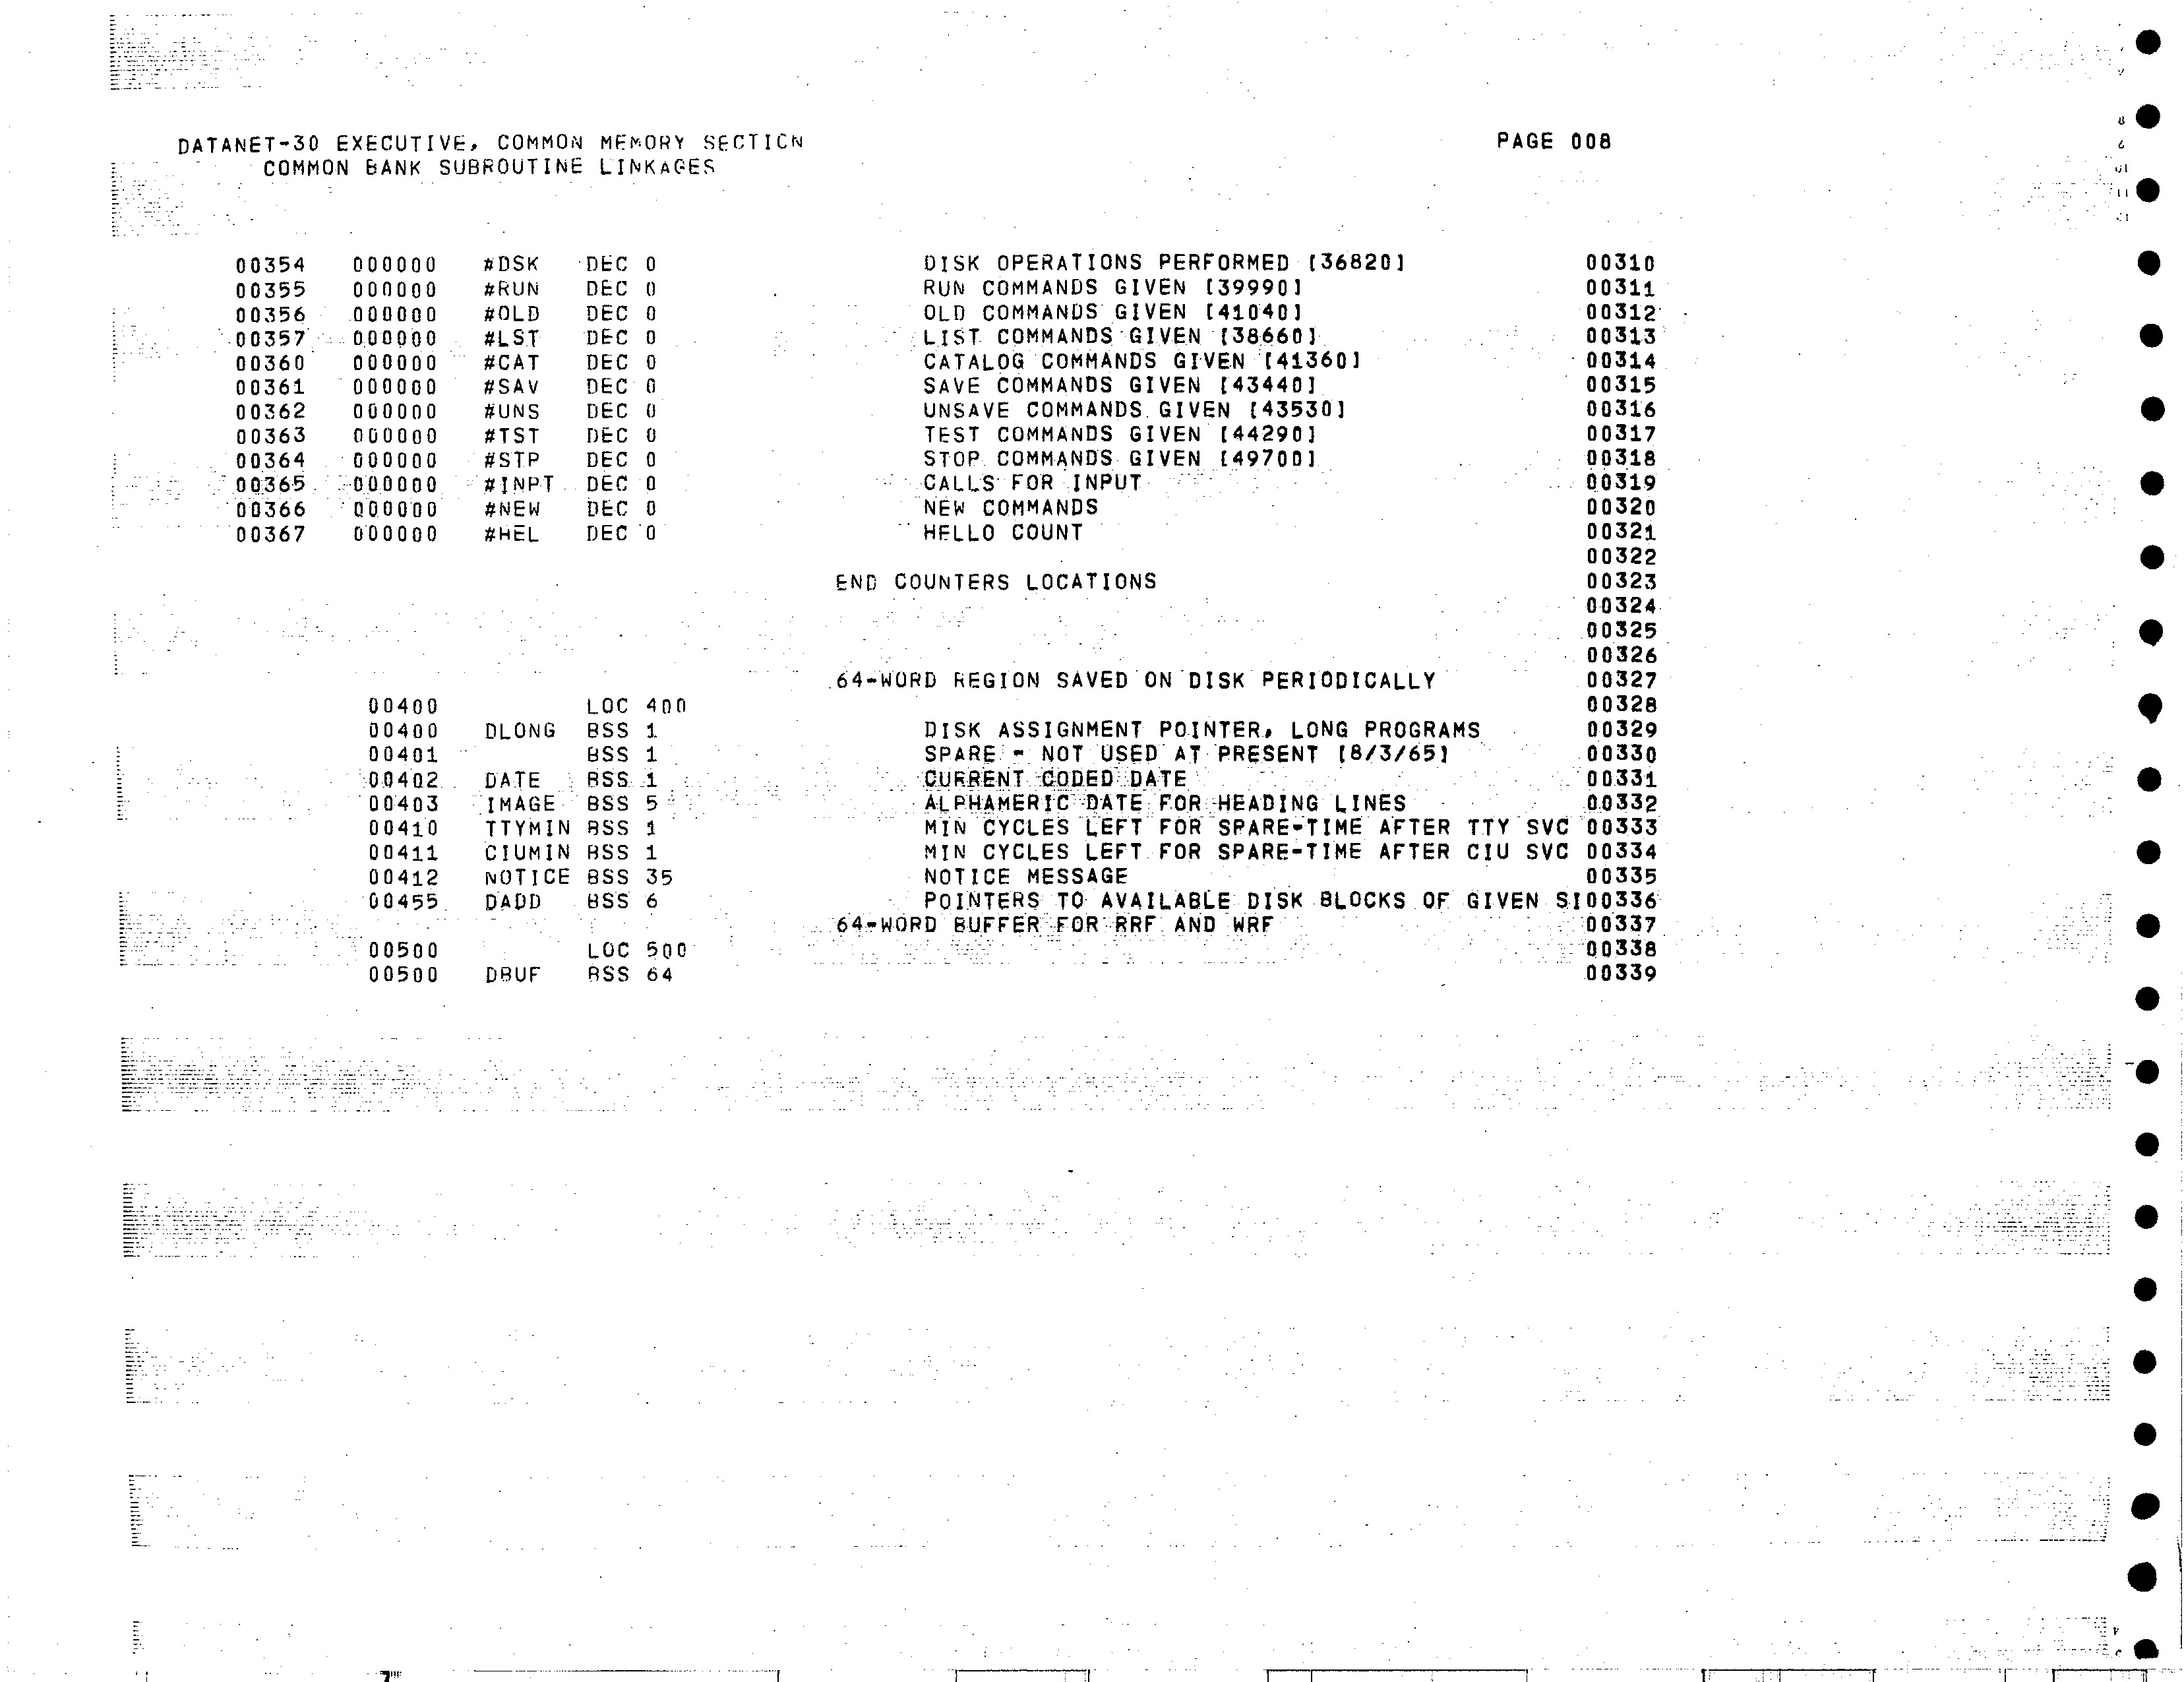 DATANET-30 EXECUTIVE, COMMON MEMORY SECTION PAGE 008
COMMON BANK SUBROUTINE LINKAGES
00354 000000 #DSK DEC 0 DISK OPERATIONS PERFORMED [36820] 00310
00355 000000 #RUN DEC 0 RUN COMMANDS GIVEN [39990] 00311
00356 000000 #OLD DEC 0 OLD COMMANDS GIVEN [41040] 00312
00357 000000 #LST DEC 0 LIST COMMANDS GIVEN [38660] 00313
00360 000000 #CAT DEC 0 CATALOG COMMANDS GIVEN [41360] 00314
00361 000000 #SAV DEC 0 SAVE COMMANDS GIVEN [43440] 00315
00362 000000 #UNS DEC 0 UNSAVE COMMANDS GIVEN [43530] 00316
00363 000000 #TST DEC 0 TEST COMMANDS GIVEN [44290] 00317
00364 000000 #STP DEC 0 STOP COMMANDS GIVEN [49700] 00318
00365 000000 #INPT DEC 0 CALLS FOR INPUT 00319
00366 000000 #NEW DEC 0 NEW COMMANDS 00320
00367 000000 #HEL DEC 0 HELLO COUNT 00321
00322
END COUNTERS LOCATIONS 00323
00324
00325
00326
64-WORD REGION SAVED ON DISK PERIODICALLY 00327
00400 LOC 400 00328
00400 DLONG BSS 1 DISK ASSIGNMENT POINTER, LONG PROGRAMS 00329
00401 BSS 1 SPARE - NOT USED AT PRESENT [8/3/65] 00330
00402 DATE BSS 1 CURRENT CODED DATE 00331
00403 IMAGE BSS 5 ALPHAMERIC DATE FOR HEADING LINES 00332
00410 TTYMIN BSS 1 MIN CYCLES LEFT FOR SPARE-TIME AFTER TTY SVC 00333
00411 CIUMIN BSS 1 MIN CYCLES LEFT FOR SPARE-TIME AFTER CIU SVC 00334
00412 NOTICE BSS 35 NOTICE MESSAGE 00335
00455 DADD BSS 6 POINTERS TO AVAILABLE DISK BLOCKS OF GIVEN SI00336
64-WORD BUFFER FOR RRF AND WRF 00337
00500 LOC 500 00338
00500 DBUF BSS 64 00339